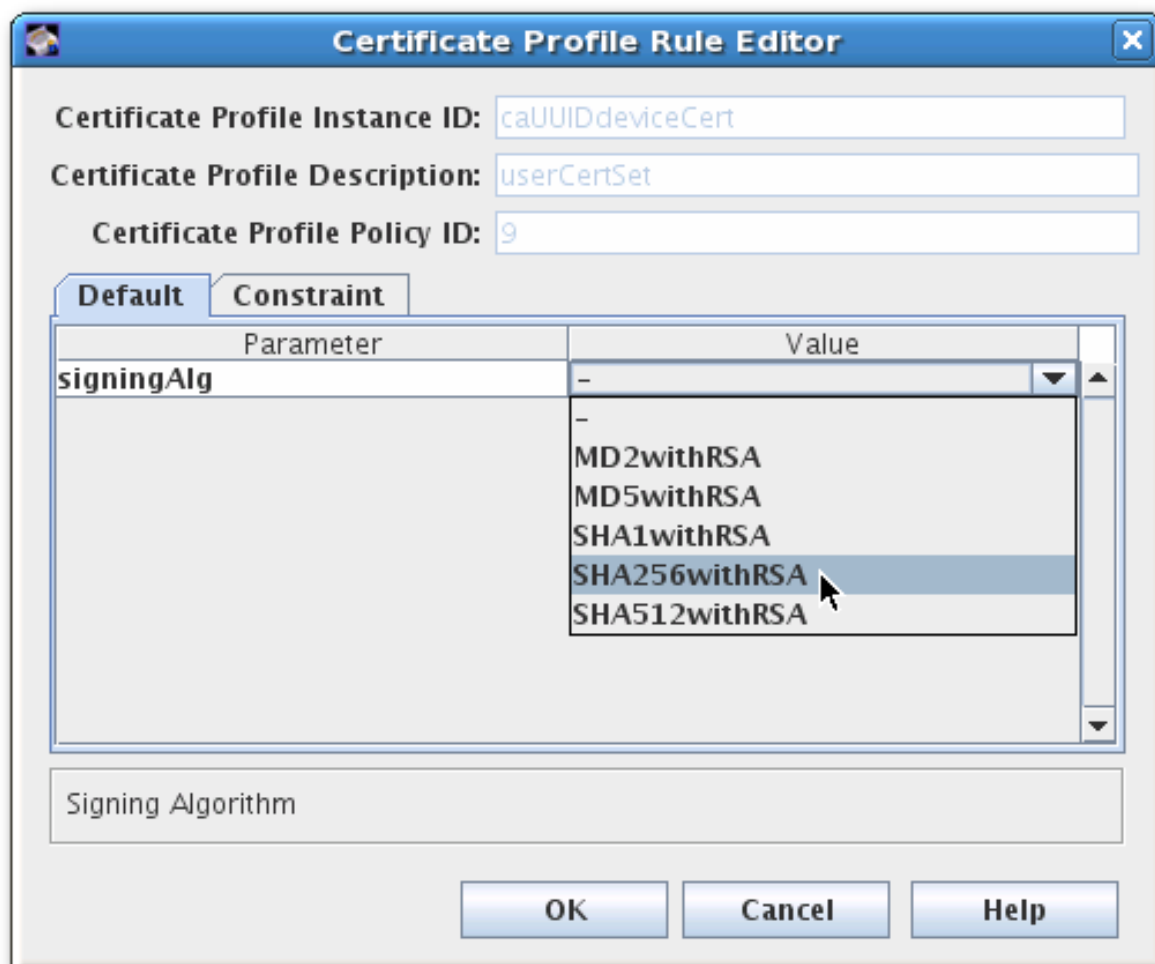 Certificate Profile Rule Editor
Certificate Profile Instance ID: caUUIDdeviceCert
Certificate Profile Description: userCertSet
Certificate Profile Policy ID: 9
Default Constraint
Parameter Value
signingAlg -
-
MD2withRSA
MD5withRSA
SHA1withRSA
SHA256withRSA
SHA512withRSA
Signing Algorithm
OK Cancel Help